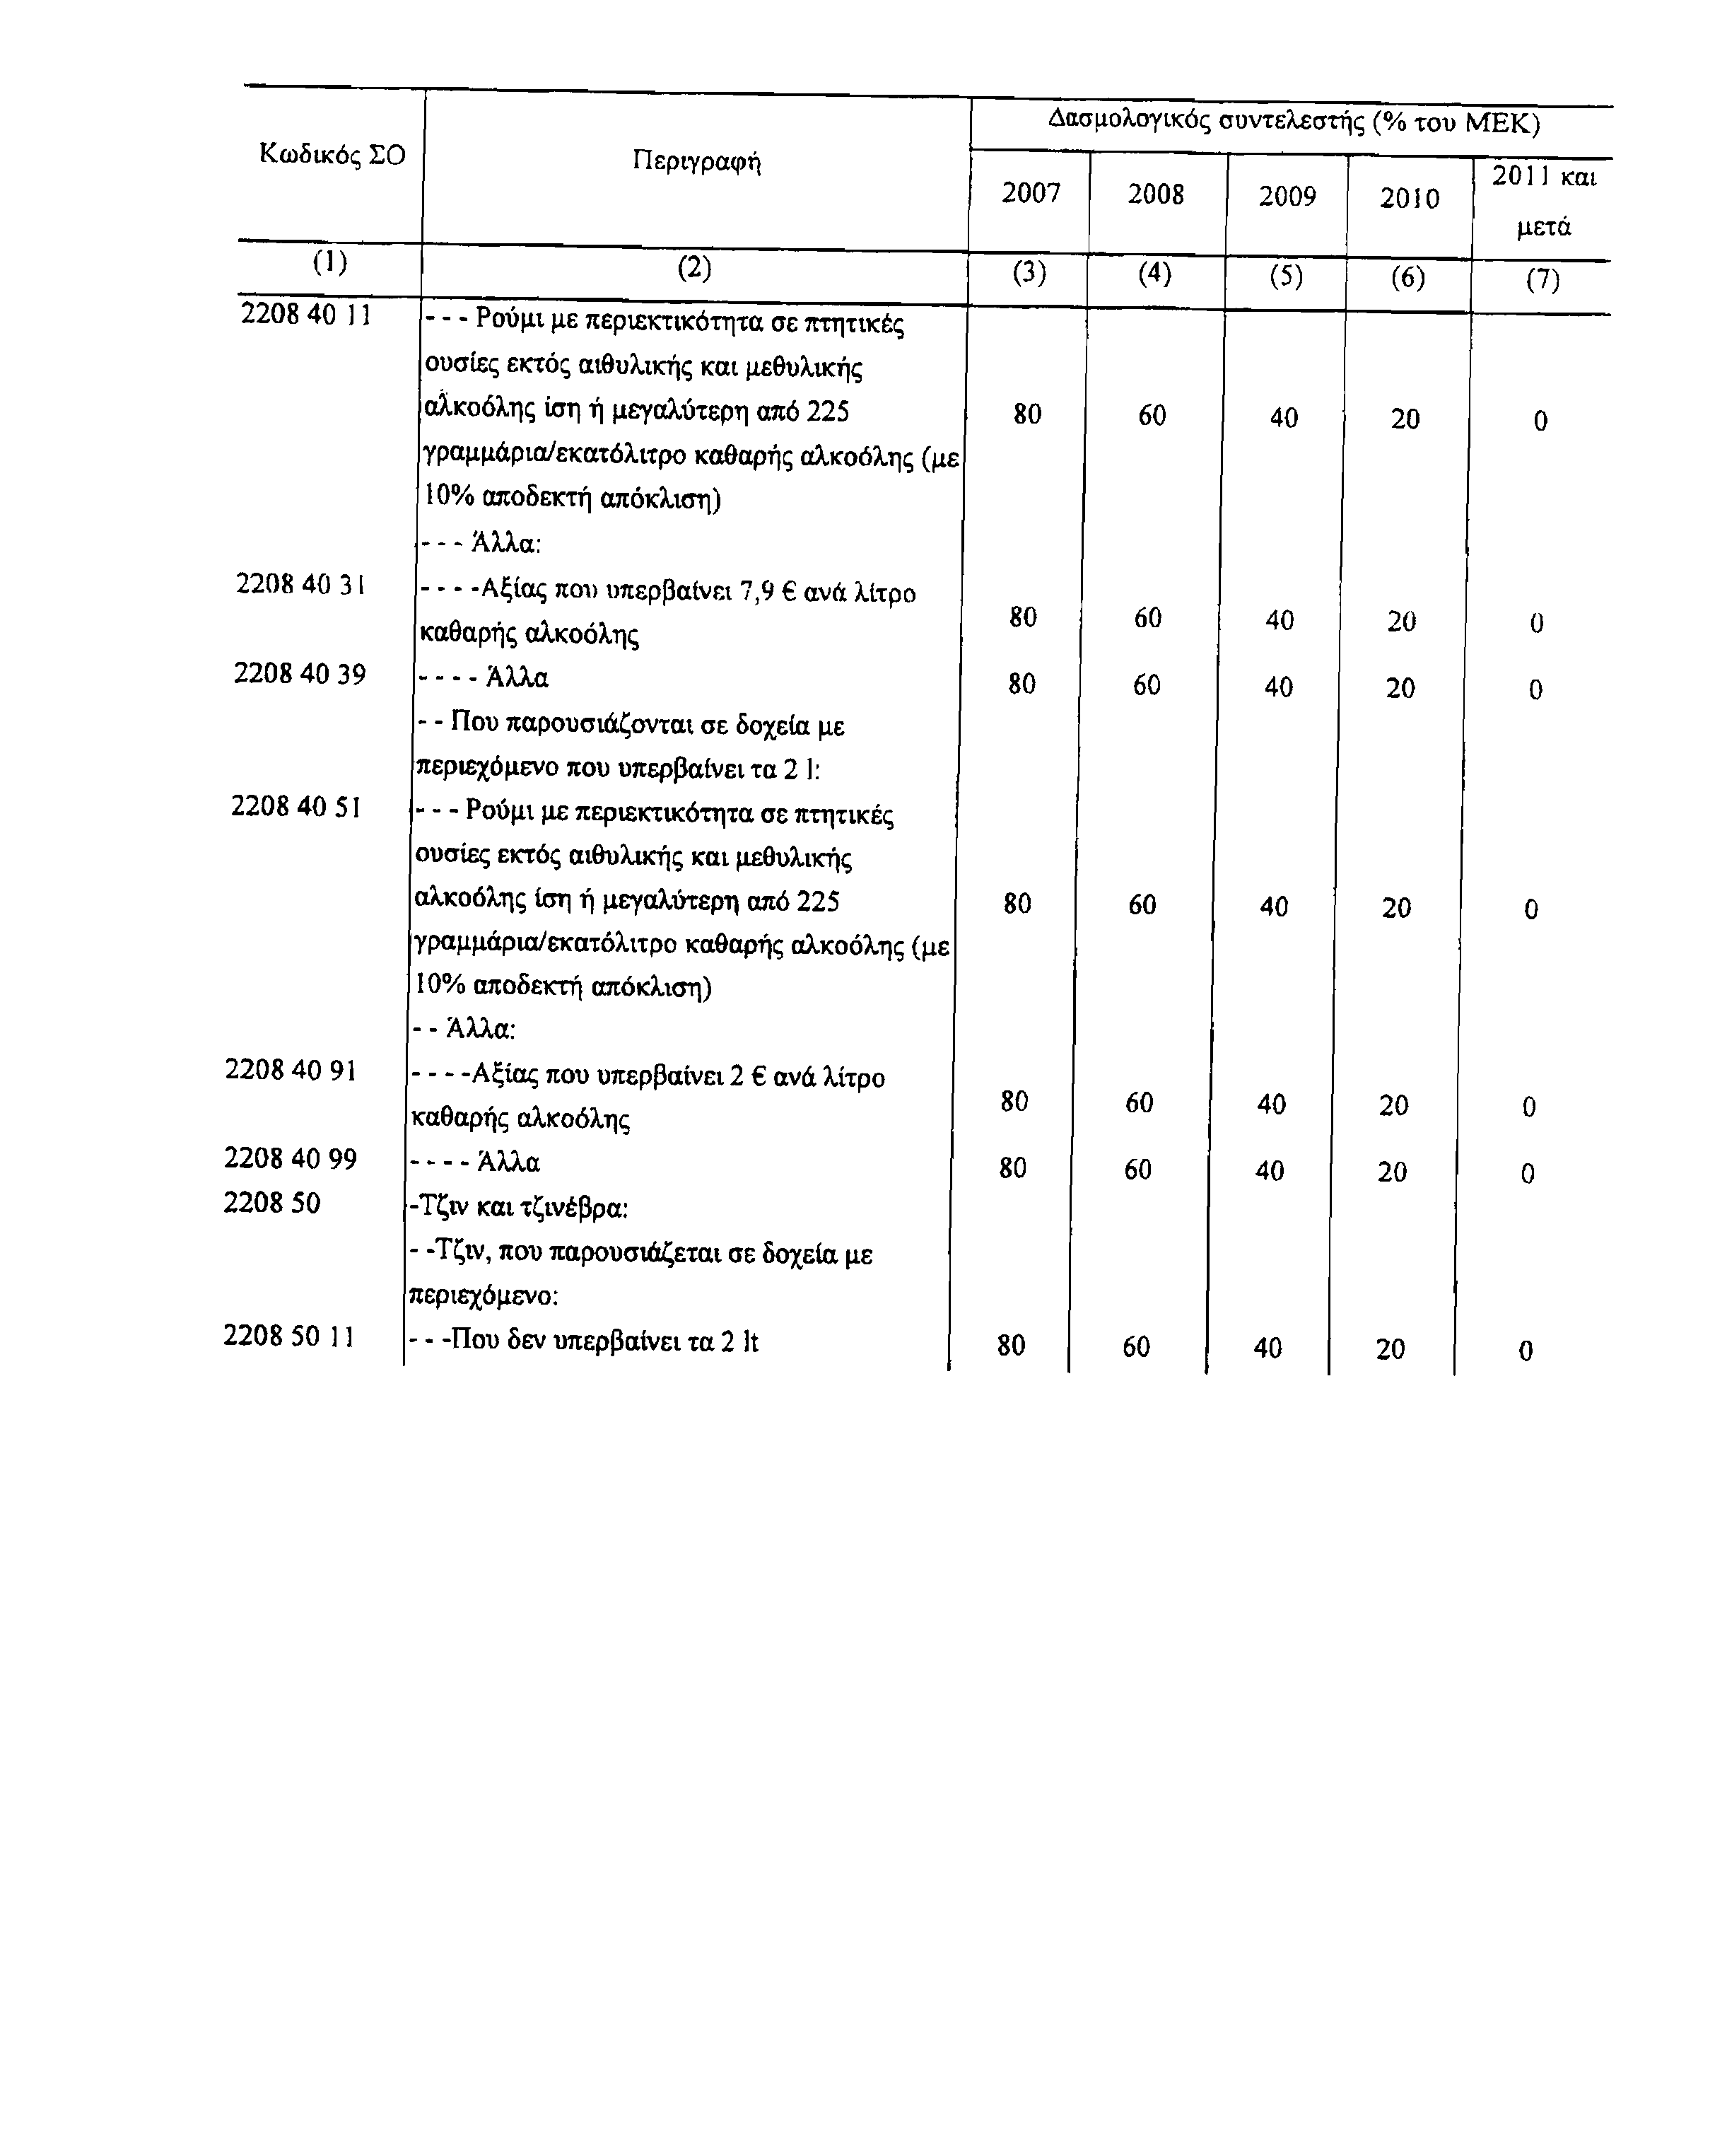 Κωδικός ΣΟ Περιγραφή Δασμολογικός συντελεστής (% του ΜΕΚ)
2007 2008 2009 2010 2011 και μετά
(1) (2) (3) (4) (5) (6) (7)
2208 40 11 - - - Ρούμι με περιεκτικότητα σε πτητικές
ουσίες εκτός αιθυλικής και μεθυλικής
αλκοόλης ίση ή μεγαλύτερη από 225 80 60 40 20 0
γραμμάρια/εκατόλιτρο καθαρής αλκοόλης (με
10% αποδεκτή απόκλιση)
- - - Άλλα:
2208 40 31 - - - -Αξίας που υπερβαίνει 7,9 € ανά λίτρο
καθαρής αλκοόλης 80 60 40 20 0
2208 40 39 - - - - Άλλα 80 60 40 20 0
- - Που παρουσιάζονται σε δοχεία με
περιεχόμενο που υπερβαίνει τα 2 l:
2208 40 51 - - - Ρούμι με περιεκτικότητα σε πτητικές
ουσίες εκτός αιθυλικής και μεθυλικής
αλκοόλης ίση ή μεγαλύτερη από 225 80 60 40 20 0
γραμμάρια/εκατόλιτρο καθαρής αλκοόλης (με
10% αποδεκτή απόκλιση)
- - Άλλα:
2208 40 91 - - - -Αξίας που υπερβαίνει 2 € ανά λίτρο
καθαρής αλκοόλης 80 60 40 20 0
2208 40 99 - - - - Άλλα 80 60 40 20 0
2208 50 -Τζιν και τζινέβρα:
- -Τζιν, που παρουσιάζεται σε δοχεία με
περιεχόμενο:
2208 50 11 - - -Που δεν υπερβαίνει τα 2 lt 80 60 40 20 0